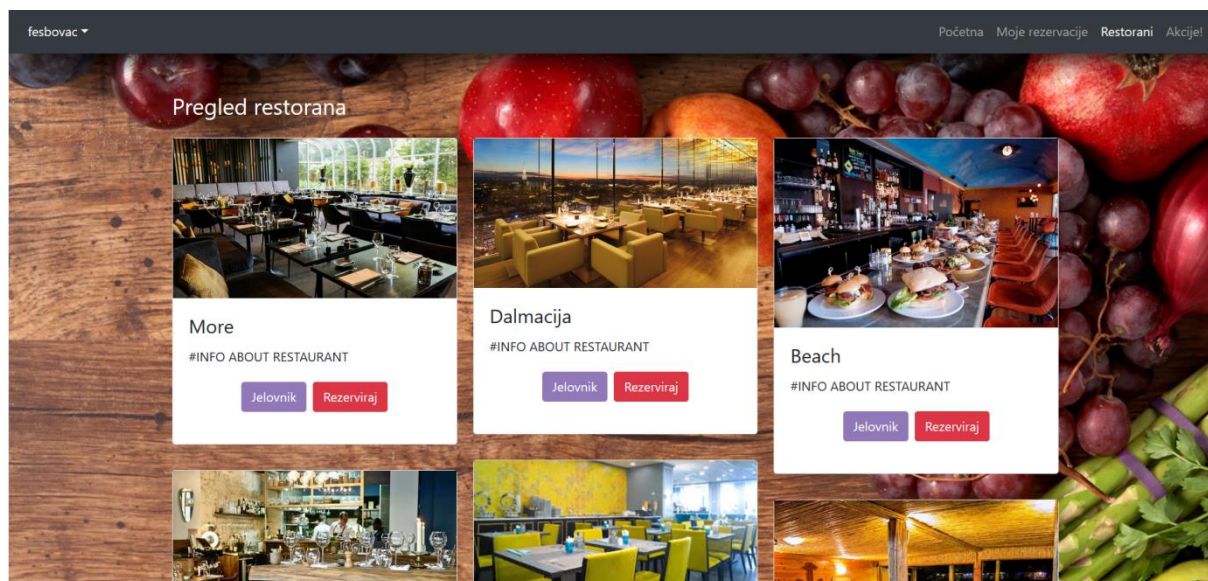 fesbovac
Početna Moje rezervacije Restorani Akcije!
Pregled restorana
More
#INFO ABOUT RESTAURANT
Jelovnik Rezerviraj
Dalmacija
#INFO ABOUT RESTAURANT
Jelovnik Rezerviraj
Beach
#INFO ABOUT RESTAURANT
Jelovnik Rezerviraj